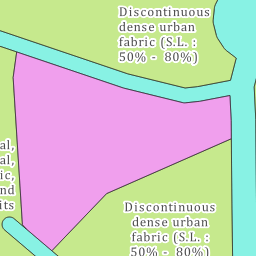 Discontinuous
dense urban
fabric (S.L. :
50% - 80%)
al,
al,
ic,
nd
its
Discontinuous
dense urban
fabric (S.L. :
50% - 80%)